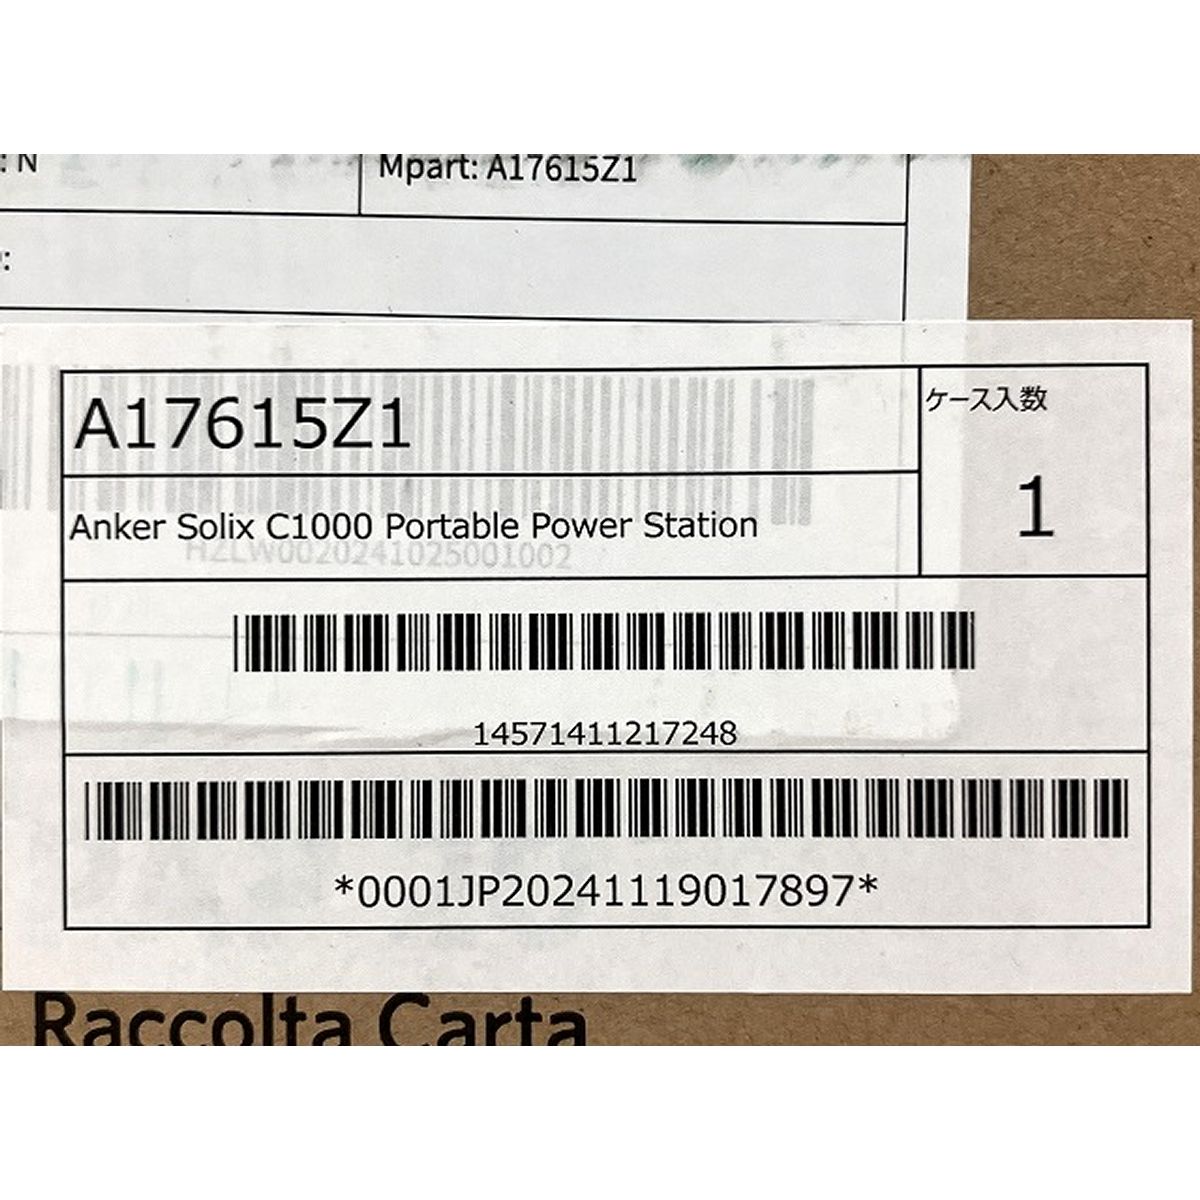 : N
Mpart: A17615Z1
:
A17615Z1
ケース入数
1
Anker Solix C1000 Portable Power Station
HZLW0020241025001002
14571411217248
*0001JP20241119017897*
Raccolta Carta